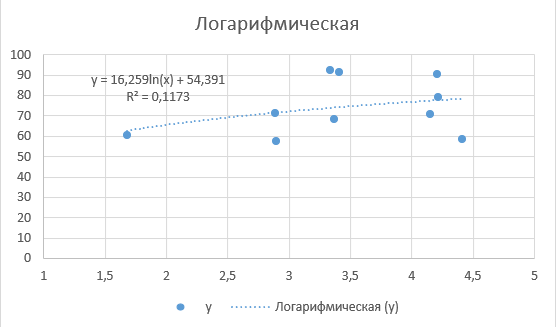 Логарифмическая
y = 16,259ln(x) + 54,391
R² = 0,1173
100
90
80
70
60
50
40
30
20
10
0
1 1,5 2 2,5 3 3,5 4 4,5 5
y Логарифмическая (y)